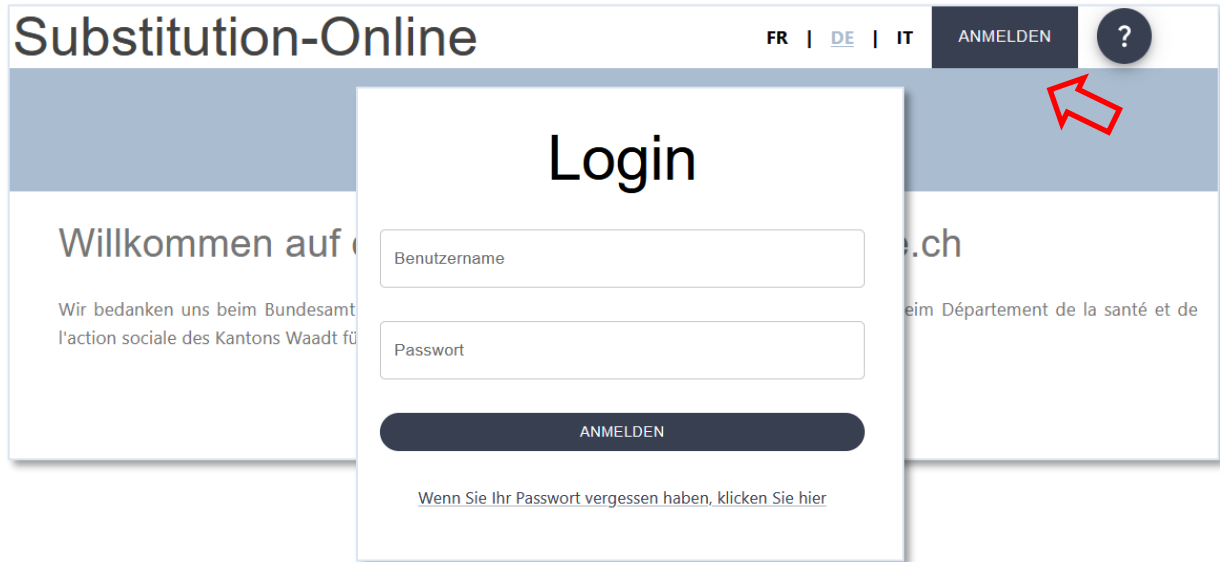 Substitution-Online
FR | DE | IT
ANMELDEN
?
Login
Willkommen auf
.ch
Benutzername
Wir bedanken uns beim Bundesamt
eim Département de la santé et de
l'action sociale des Kantons Waadt fü
Passwort
ANMELDEN
Wenn Sie Ihr Passwort vergessen haben, klicken Sie hier